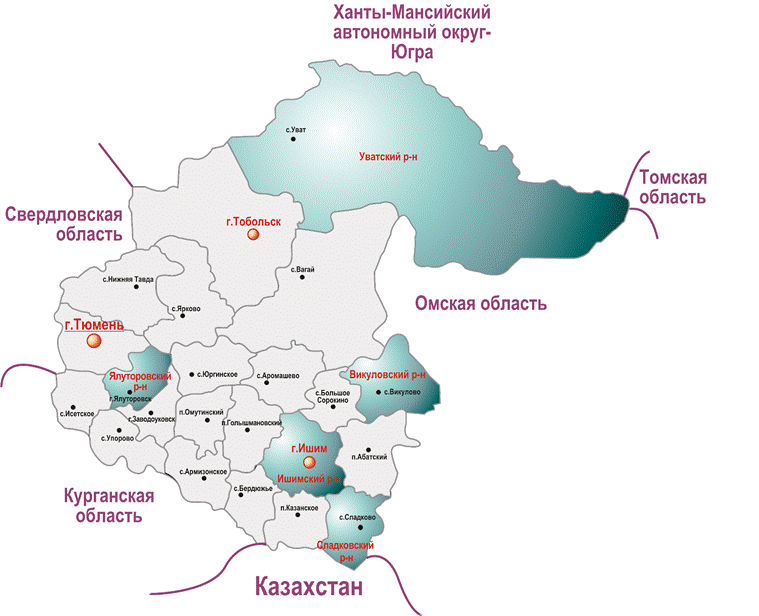 Ханты-Мансийский
автономный округ-
Югра
с.Уват
Уватский р-н
Томская
область
Свердловская
область
г.Тобольск
с.Вагай
с.Нижняя Тавда
с.Ярково
Омская область
г.Тюмень
Ялуторовский
р-н
г.Ялуторовск
с.Юргинское
с.Аромашево
Викуловский р-н
с.Викулово
с.Большое
Сорокино
с.Исетское
г.Заводоуковск
п.Омутинский
п.Голышмановский
с.Упорово
г.Ишим
Ишимский р-н
п.Абатский
с.Армизонское
с.Бердюжье
Курганская
область
п.Казанское
с.Сладково
Сладковский
р-н
Казахстан